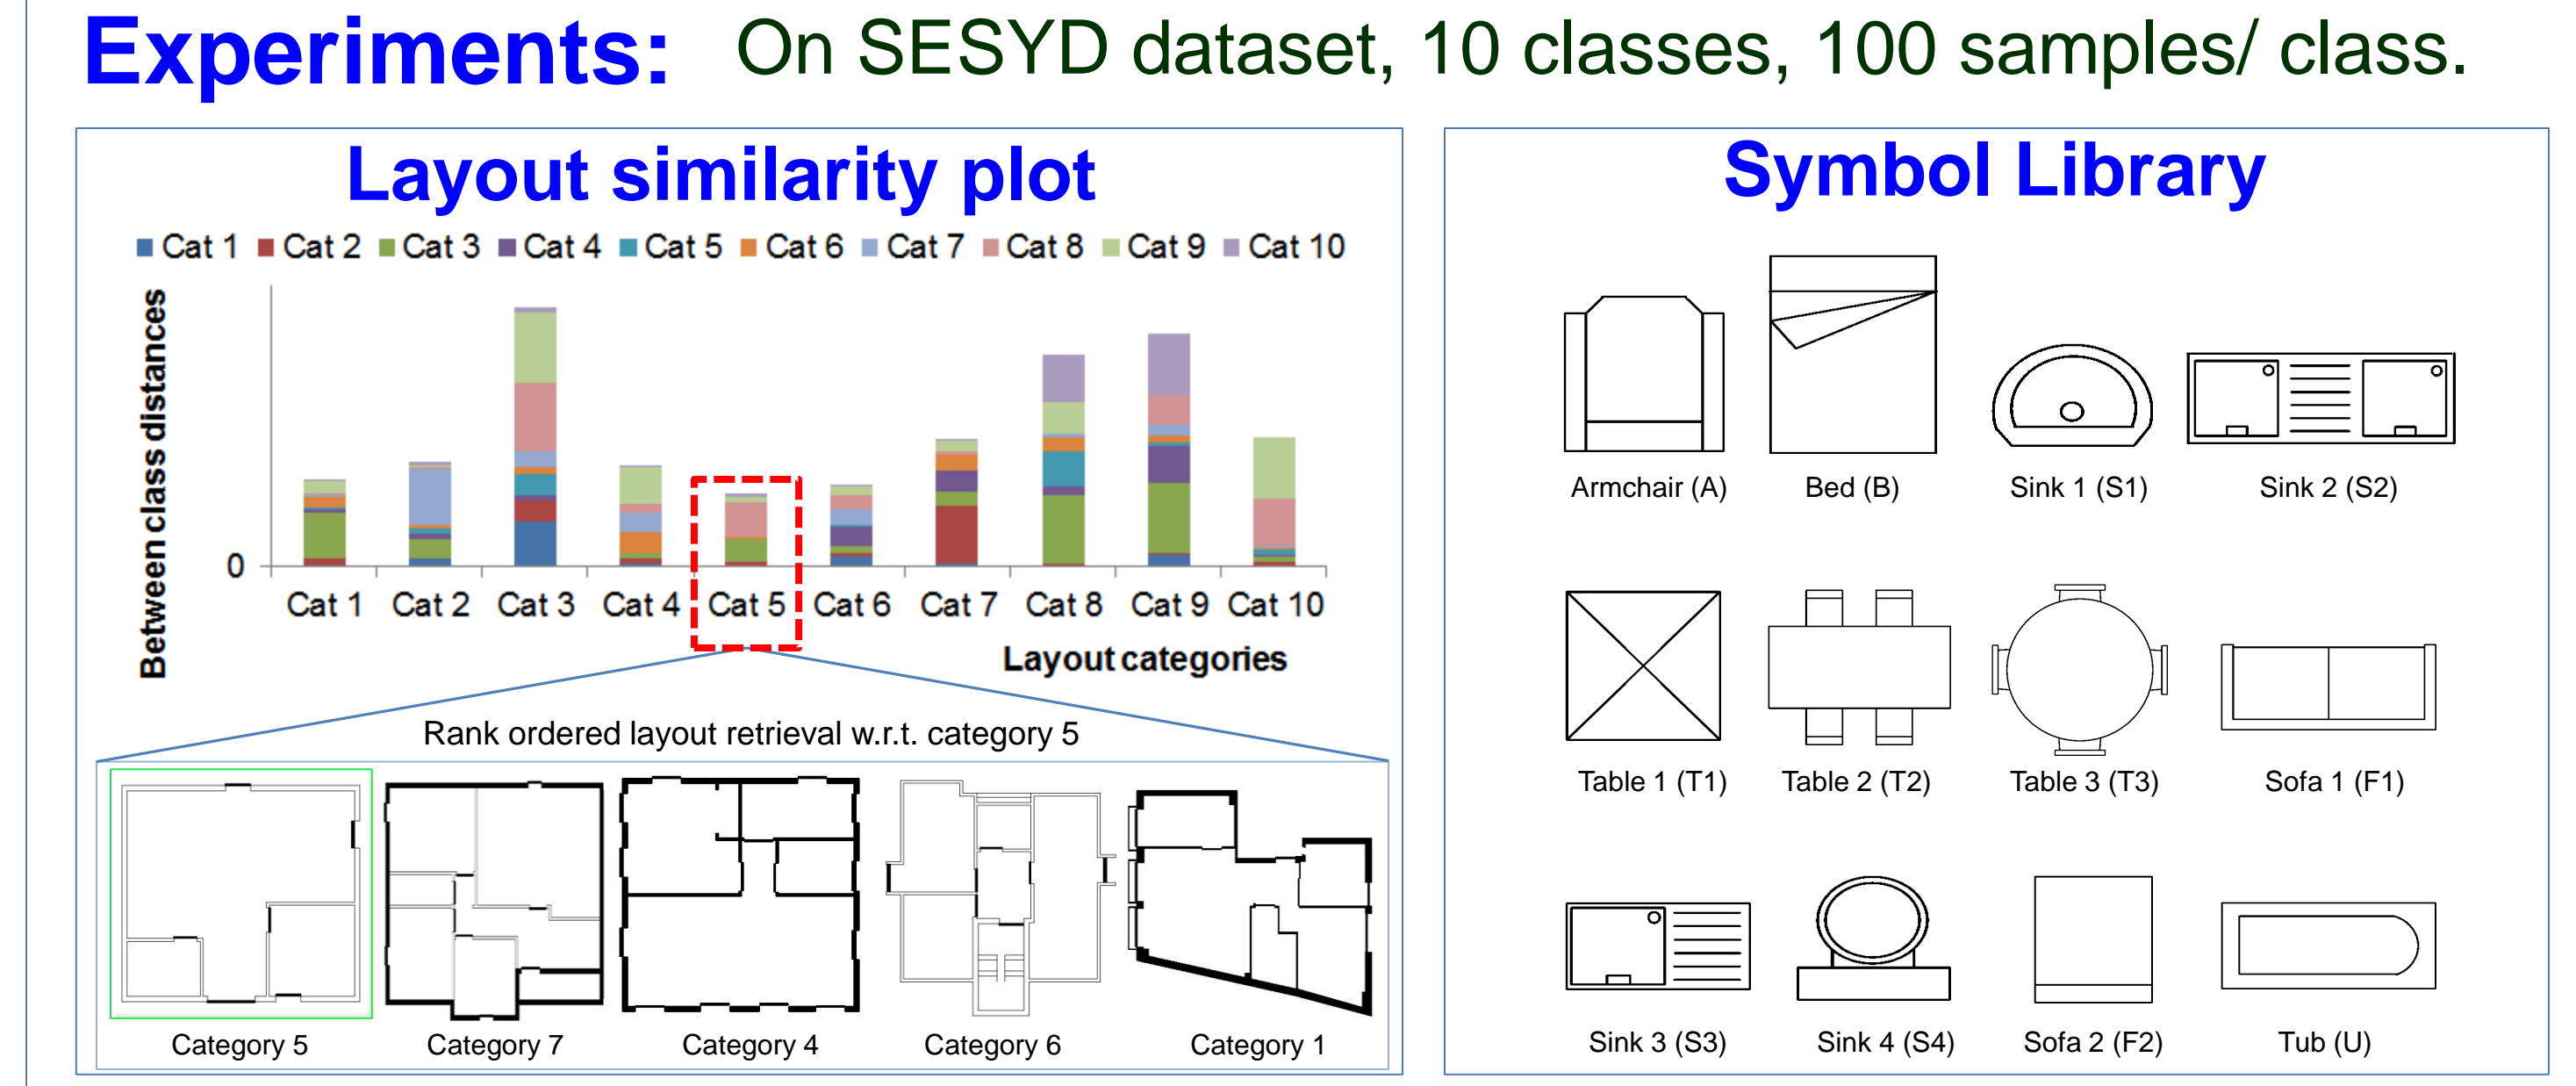 Experiments: On SESYD dataset, 10 classes, 100 samples/ class.
Layout similarity plot
Cat 1 Cat 2 Cat 3 Cat 4 Cat 5 Cat 6 Cat 7 Cat 8 Cat 9 Cat 10
Between class distances
0
Cat 1 Cat 2 Cat 3 Cat 4 Cat 5 Cat 6 Cat 7 Cat 8 Cat 9 Cat 10
Layout categories
Rank ordered layout retrieval w.r.t. category 5
Category 5 Category 7 Category 4 Category 6 Category 1
Symbol Library
Armchair (A) Bed (B) Sink 1 (S1) Sink 2 (S2)
Table 1 (T1) Table 2 (T2) Table 3 (T3) Sofa 1 (F1)
Sink 3 (S3) Sink 4 (S4) Sofa 2 (F2) Tub (U)